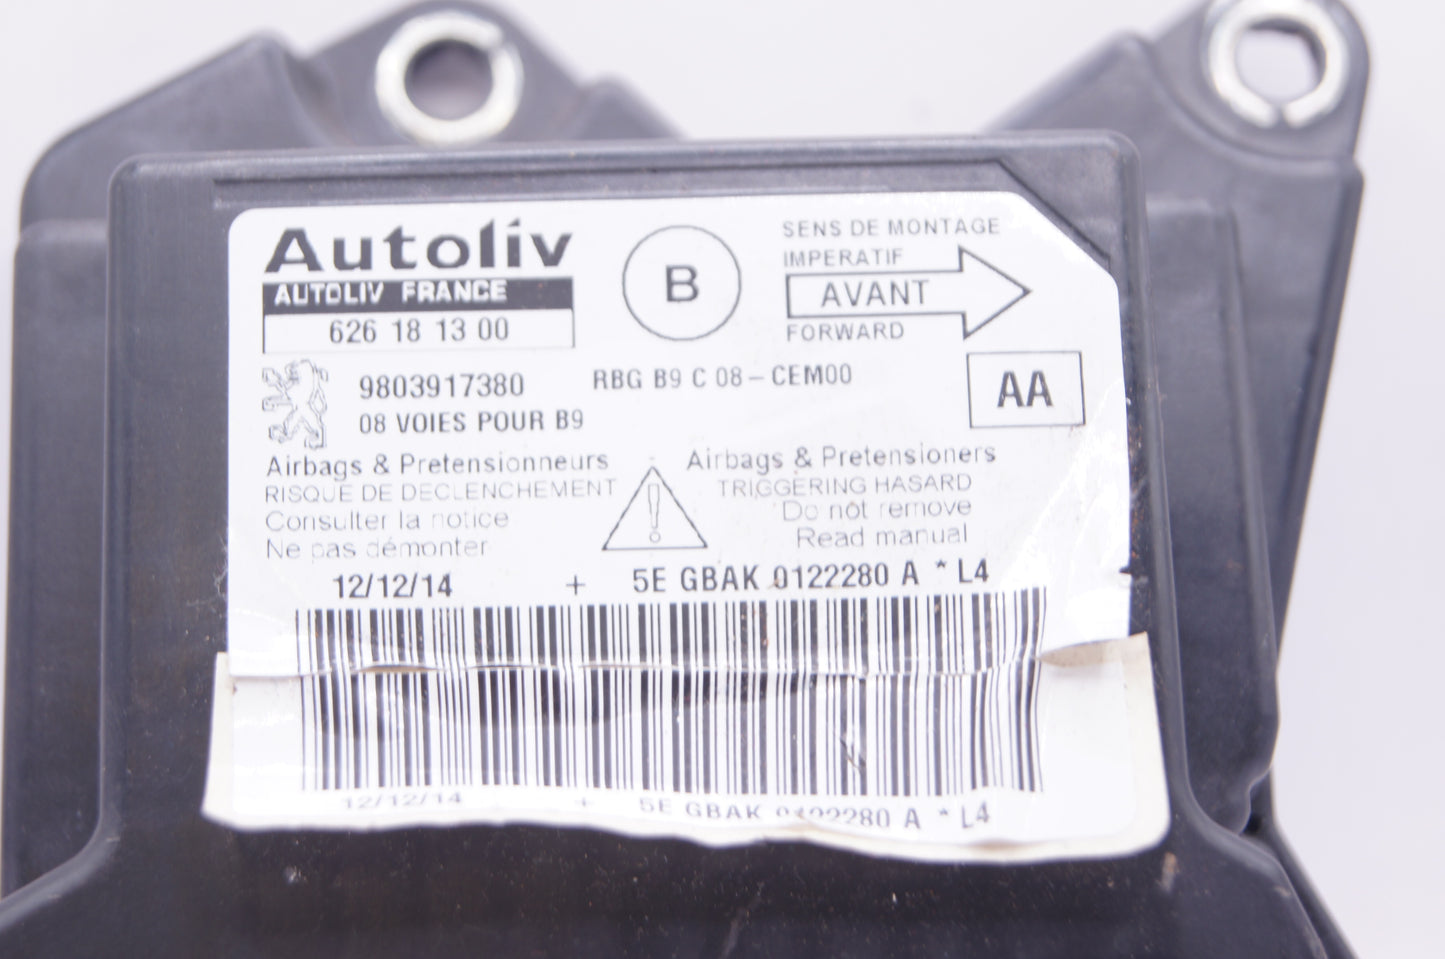 Autoliv
AUTOLIV FRANCE
626 18 13 00
B
SENS DE MONTAGE
IMPERATIF
AVANT
FORWARD
9803917380
RBG B9 C 08 – CEM00
08 VOIES POUR B9
AA
Airbags & Pretensionneurs
RISQUE DE DECLENCHEMENT
Consulter la notice
Ne pas démonter
!
Airbags & Pretensioners
TRIGGERING HASARD
Do not remove
Read manual
12/12/14 + 5E GBAK 0122280 A * L4
12/12/14 + 5E GBAK 0122280 A * L4